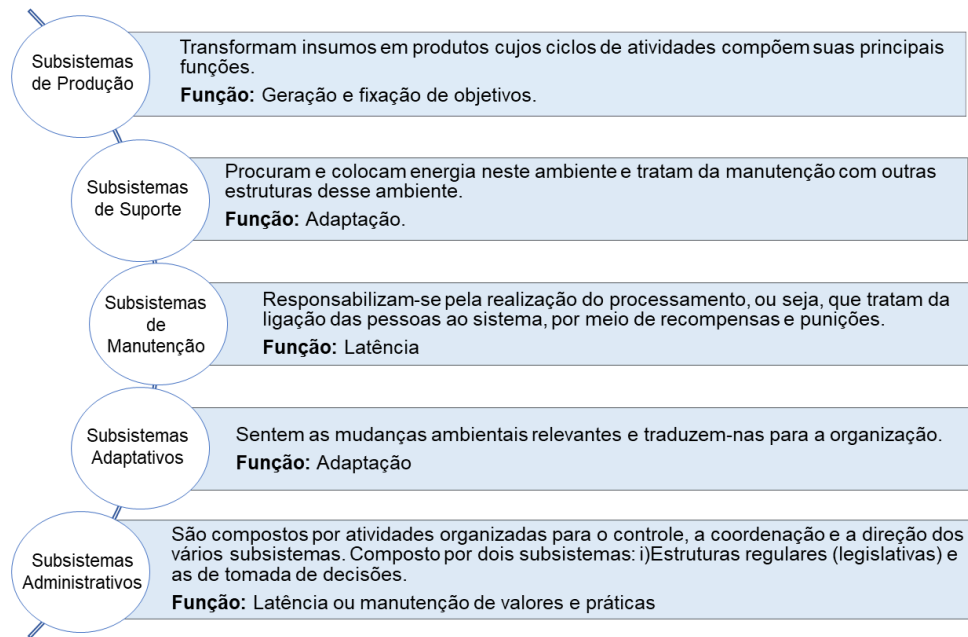 Subsistemas
de Produção
Transformam insumos em produtos cujos ciclos de atividades compõem suas principais
funções.
Função: Geração e fixação de objetivos.
Subsistemas
de Suporte
Procuram e colocam energia neste ambiente e tratam da manutenção com outras
estruturas desse ambiente.
Função: Adaptação.
Subsistemas
de
Manutenção
Responsabilizam-se pela realização do processamento, ou seja, que tratam da
ligação das pessoas ao sistema, por meio de recompensas e punições.
Função: Latência
Subsistemas
Adaptativos
Sentem as mudanças ambientais relevantes e traduzem-nas para a organização.
Função: Adaptação
Subsistemas
Administrativos
São compostos por atividades organizadas para o controle, a coordenação e a direção dos
vários subsistemas. Composto por dois subsistemas: i)Estruturas regulares (legislativas) e
as de tomada de decisões.
Função: Latência ou manutenção de valores e práticas